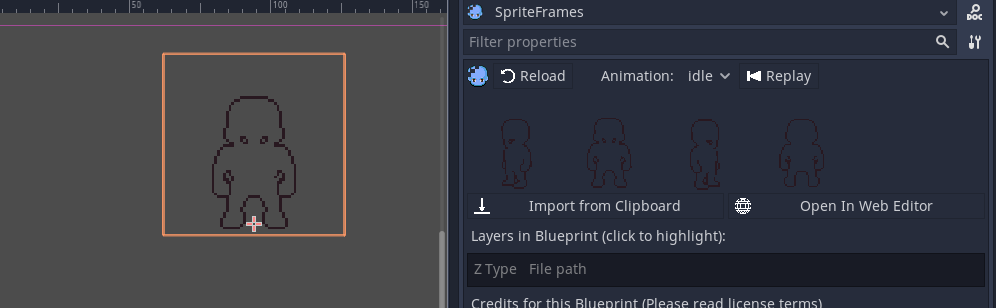 50
100
150
SpriteFrames
DOC
Filter properties
Reload Animation: idle Replay
Import from Clipboard Open In Web Editor
Layers in Blueprint (click to highlight):
Z Type File path
Credits for this Blueprint (Please read license terms)